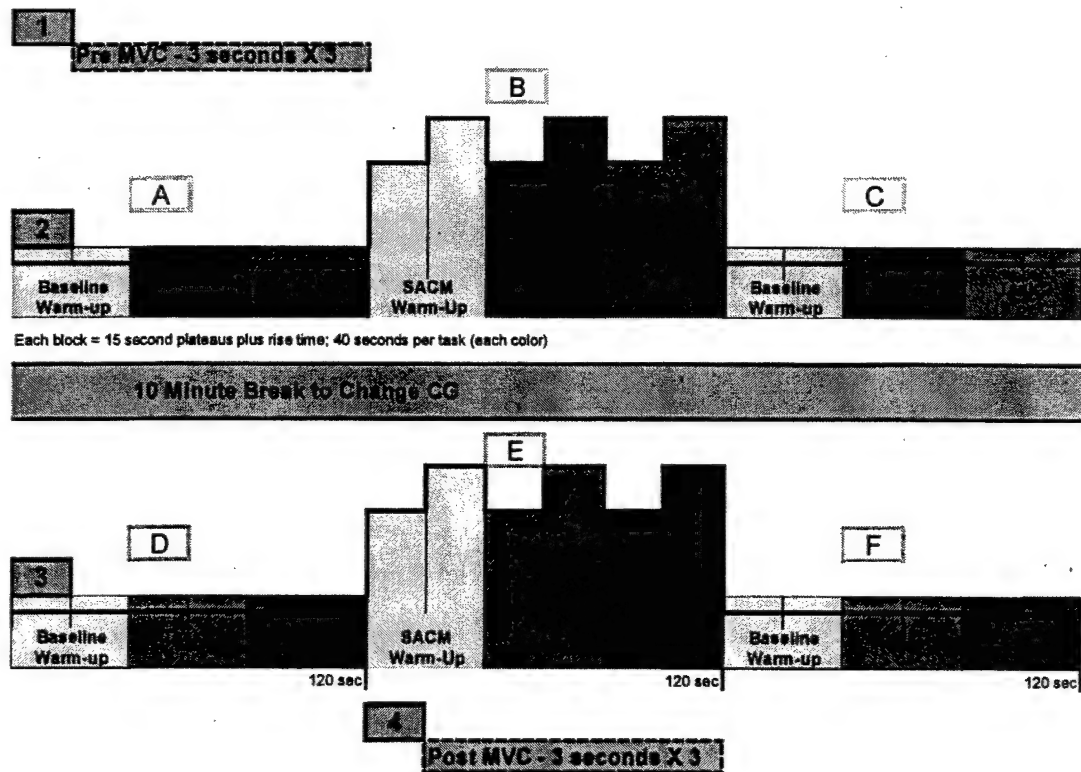 1
Pre MVC - 3 seconds X 3
B
A
C
2
Baseline
Warm-up
SACM
Warm-Up
Baseline
Warm-up
Each block = 15 second plateaus plus rise time; 40 seconds per task (each color)
10 Minute Break to Change CG
E
D
F
3
Baseline
Warm-up
SACM
Warm-Up
Baseline
Warm-up
120 sec
120 sec
120 sec
4
Post MVC - 3 seconds X 3